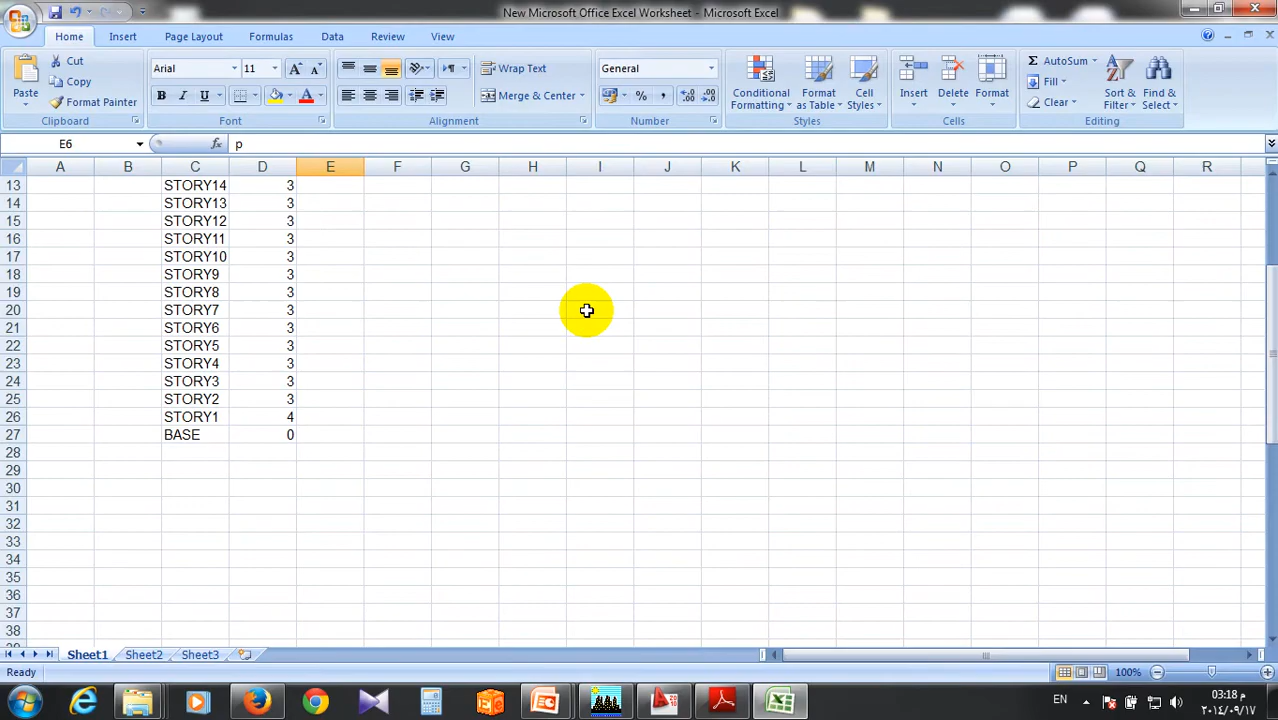 New Microsoft Office Excel Worksheet - Microsoft Excel
Home Insert Page Layout Formulas Data Review View
Paste Cut Copy Format Painter
Arial 11
B I U
Wrap Text
Merge & Center
General
% ,
Conditional Formatting
Format as Table
Cell Styles
Insert Delete Format
Σ AutoSum
Fill
Clear
Sort & Filter
Find & Select
Clipboard Font Alignment Number Styles Cells Editing
E6 fx p
A B C D E F G H I J K L M N O P Q R
13 STORY14 3
14 STORY13 3
15 STORY12 3
16 STORY11 3
17 STORY10 3
18 STORY9 3
19 STORY8 3
20 STORY7 3
21 STORY6 3
22 STORY5 3
23 STORY4 3
24 STORY3 3
25 STORY2 3
26 STORY1 4
27 BASE 0
28
29
30
31
32
33
34
35
36
37
38
Sheet1 Sheet2 Sheet3
Ready 100%
EN
٠٣:١٨ م
٢٠١٤/٠٩/١٧